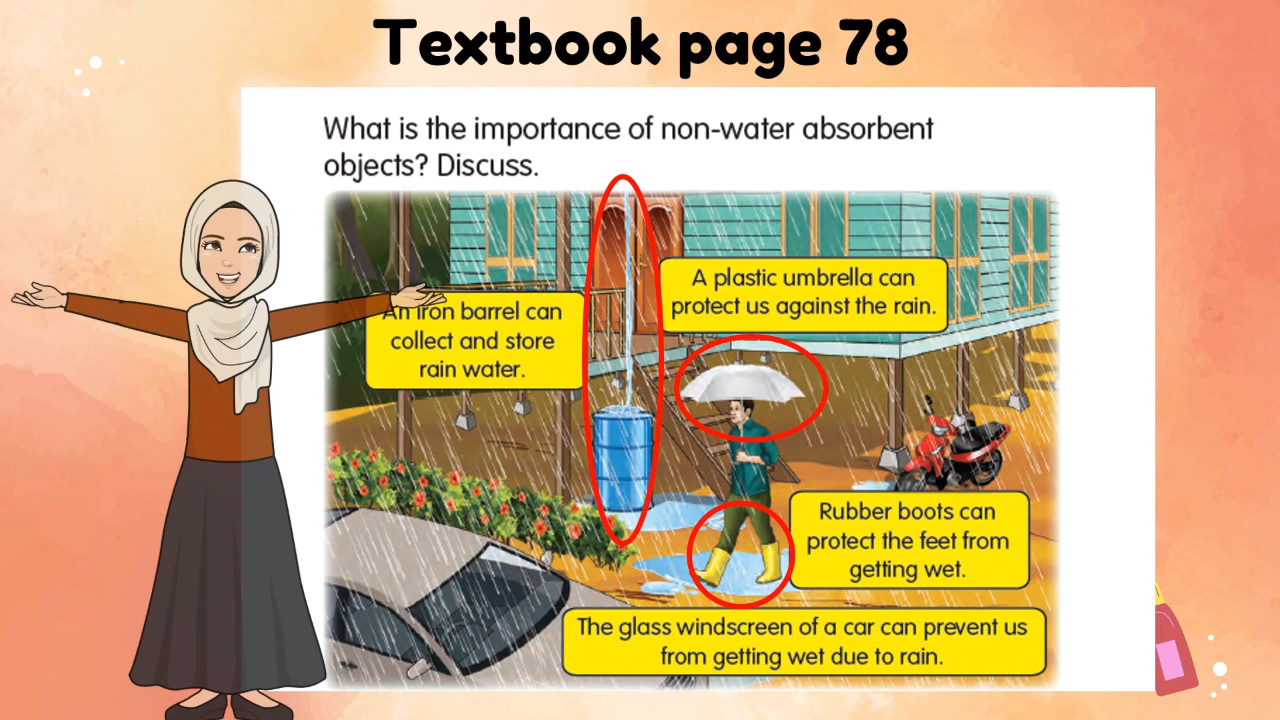 Textbook page 78
What is the importance of non-water absorbent
objects? Discuss.
An iron barrel can
collect and store
rain water.
A plastic umbrella can
protect us against the rain.
Rubber boots can
protect the feet from
getting wet.
The glass windscreen of a car can prevent us
from getting wet due to rain.